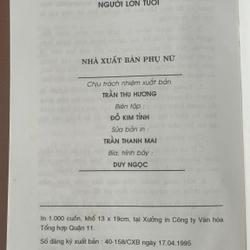 NGƯỜI LỚN TUỔI
NHÀ XUẤT BẢN PHỤ NỮ
Chịu trách nhiệm xuất bản
TRẦN THU HƯƠNG
Biên tập :
ĐỖ KIM TÍNH
Sửa bản in :
TRẦN THANH MAI
Bìa, trình bày :
DUY NGỌC
In 1.000 cuốn, khổ 13 x 19cm, tại Xưởng in Công ty Văn hóa
Tổng hợp Quận 11.
Số đăng ký xuất bản : 40-158/CXB ngày 17.04.1995